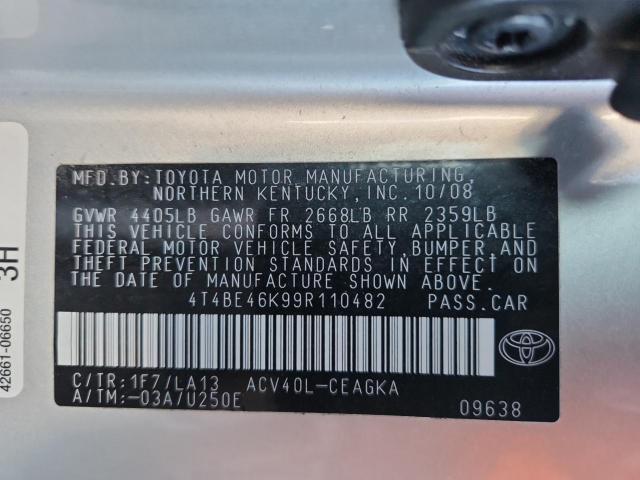 MFD.BY:TOYOTA MOTOR MANUFACTURING,
NORTHERN KENTUCKY, INC. 10/08
GVWR 4405LB GAWR FR 2668LB RR 2359LB
THIS VEHICLE CONFORMS TO ALL APPLICABLE
FEDERAL MOTOR VEHICLE SAFETY, BUMPER AND
THEFT PREVENTION STANDARDS IN EFFECT ON
THE DATE OF MANUFACTURE SHOWN ABOVE.
4T4BE46K99R110482 PASS.CAR
C/TR:1F7/LA13 ACV40L-CEAGKA
A/TM:-03A/U250E
09638
TOYOTA
3H
42661-06650